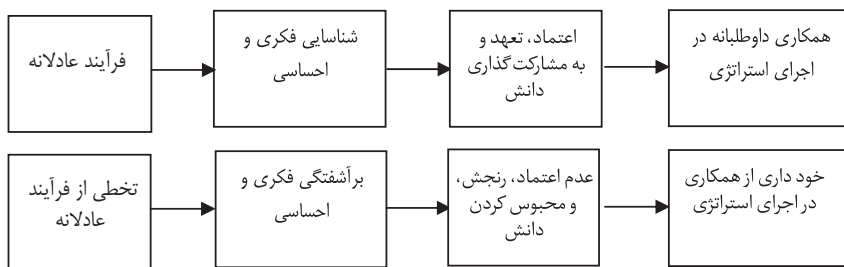 فرآیند عادلانه
شناسایی فکری و
احساسی
اعتماد، تعهد و
به مشارکت‌گذاری
دانش
همکاری داوطلبانه در
اجرای استراتژی
تخطی از فرآیند
عادلانه
برآشفتگی فکری و
احساسی
عدم اعتماد، رنجش،
و محبوس کردن
دانش
خود داری از همکاری
در اجرای استراتژی